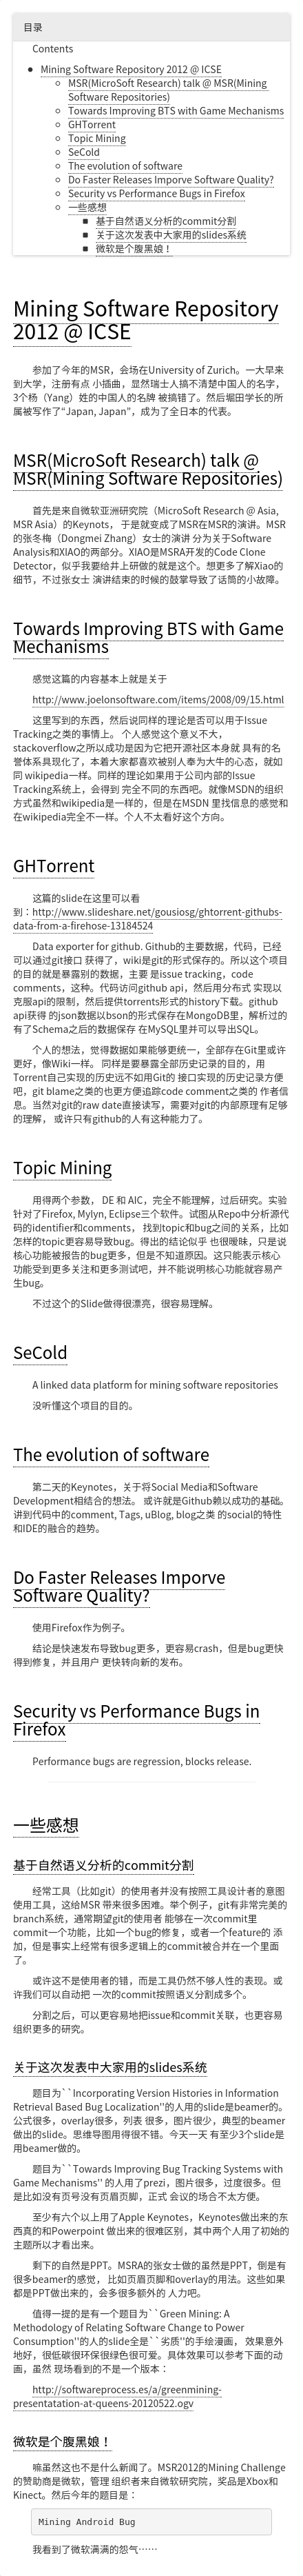 目录
Contents
Mining Software Repository 2012 @ ICSE
MSR(MicroSoft Research) talk @ MSR(Mining
Software Repositories)
Towards Improving BTS with Game Mechanisms
GHTorrent
Topic Mining
SeCold
The evolution of software
Do Faster Releases Imporve Software Quality?
Security vs Performance Bugs in Firefox
一些感想
基于自然语义分析的commit分割
关于这次发表中大家用的slides系统
微软是个腹黑娘！
Mining Software Repository
2012 @ ICSE
参加了今年的MSR，会场在University of Zurich。一大早来
到大学，注册有点 小插曲，显然瑞士人搞不清楚中国人的名字，
3个杨（Yang）姓的中国人的名牌 被搞错了。然后堀田学长的所
属被写作了“Japan, Japan”，成为了全日本的代表。
MSR(MicroSoft Research) talk @
MSR(Mining Software Repositories)
首先是来自微软亚洲研究院（MicroSoft Research @ Asia,
MSR Asia）的Keynots， 于是就变成了MSR在MSR的演讲。MSR
的张冬梅（Dongmei Zhang）女士的演讲 分为关于Software
Analysis和XIAO的两部分。XIAO是MSRA开发的Code Clone
Detector，似乎我要给井上研做的就是这个。想更多了解Xiao的
细节，不过张女士 演讲结束的时候的鼓掌导致了话筒的小故障。
Towards Improving BTS with Game
Mechanisms
感觉这篇的内容基本上就是关于
http://www.joelonsoftware.com/items/2008/09/15.html
这里写到的东西，然后说同样的理论是否可以用于Issue
Tracking之类的事情上。 个人感觉这个意义不大，
stackoverflow之所以成功是因为它把开源社区本身就 具有的名
誉体系具现化了，本着大家都喜欢被别人奉为大牛的心态，就如
同 wikipedia一样。同样的理论如果用于公司内部的Issue
Tracking系统上，会得到 完全不同的东西吧。就像MSDN的组织
方式虽然和wikipedia是一样的，但是在MSDN 里找信息的感觉和
在wikipedia完全不一样。个人不太看好这个方向。
GHTorrent
这篇的slide在这里可以看
到：http://www.slideshare.net/gousiosg/ghtorrent-githubs-
data-from-a-firehose-13184524
Data exporter for github. Github的主要数据，代码，已经
可以通过git接口 获得了，wiki是git的形式保存的。所以这个项目
的目的就是暴露别的数据，主要 是issue tracking，code
comments，这种。代码访问github api，然后用分布式 实现以
克服api的限制，然后提供torrents形式的history下载。github
api获得 的json数据以bson的形式保存在MongoDB里，解析过的
有了Schema之后的数据保存 在MySQL里并可以导出SQL。
个人的想法，觉得数据如果能够更统一，全部存在Git里或许
更好，像Wiki一样。 同样是要暴露全部历史记录的目的，用
Torrent自己实现的历史远不如用Git的 接口实现的历史记录方便
吧，git blame之类的也更方便追踪code comment之类的 作者信
息。当然对git的raw date直接读写，需要对git的内部原理有足够
的理解， 或许只有github的人有这种能力了。
Topic Mining
用得两个参数， DE 和 AIC，完全不能理解，过后研究。实验
针对了Firefox, Mylyn, Eclipse三个软件。试图从Repo中分析源代
码的identifier和comments， 找到topic和bug之间的关系，比如
怎样的topic更容易导致bug。得出的结论似乎 也很暧昧，只是说
核心功能被报告的bug更多，但是不知道原因。这只能表示核心
功能受到更多关注和更多测试吧，并不能说明核心功能就容易产
生bug。
不过这个的Slide做得很漂亮，很容易理解。
SeCold
A linked data platform for mining software repositories
没听懂这个项目的目的。
The evolution of software
第二天的Keynotes，关于将Social Media和Software
Development相结合的想法。 或许就是Github赖以成功的基础。
讲到代码中的comment, Tags, uBlog, blog之类 的social的特性
和IDE的融合的趋势。
Do Faster Releases Imporve
Software Quality?
使用Firefox作为例子。
结论是快速发布导致bug更多，更容易crash，但是bug更快
得到修复，并且用户 更快转向新的发布。
Security vs Performance Bugs in
Firefox
Performance bugs are regression, blocks release.
一些感想
基于自然语义分析的commit分割
经常工具（比如git）的使用者并没有按照工具设计者的意图
使用工具，这给MSR 带来很多困难。举个例子，git有非常完美的
branch系统，通常期望git的使用者 能够在一次commit里
commit一个功能，比如一个bug的修复，或者一个feature的 添
加，但是事实上经常有很多逻辑上的commit被合并在一个里面
了。
或许这不是使用者的错，而是工具仍然不够人性的表现。或
许我们可以自动把 一次的commit按照语义分割成多个。
分割之后，可以更容易地把issue和commit关联，也更容易
组织更多的研究。
关于这次发表中大家用的slides系统
题目为``Incorporating Version Histories in Information
Retrieval Based Bug Localization''的人用的slide是beamer的。
公式很多，overlay很多，列表 很多，图片很少，典型的beamer
做出的slide。思维导图用得很不错。今天一天 有至少3个slide是
用beamer做的。
题目为``Towards Improving Bug Tracking Systems with
Game Mechanisms'' 的人用了prezi，图片很多，过度很多。但
是比如没有页号没有页眉页脚，正式 会议的场合不太方便。
至少有六个以上用了Apple Keynotes，Keynotes做出来的东
西真的和Powerpoint 做出来的很难区别，其中两个人用了初始的
主题所以才看出来。
剩下的自然是PPT。MSRA的张女士做的虽然是PPT，倒是有
很多beamer的感觉， 比如页眉页脚和overlay的用法。这些如果
都是PPT做出来的，会多很多额外的 人力吧。
值得一提的是有一个题目为``Green Mining: A
Methodology of Relating Software Change to Power
Consumption''的人的slide全是``劣质''的手绘漫画， 效果意外
地好，很低碳很环保很绿色很可爱。具体效果可以参考下面的动
画，虽然 现场看到的不是一个版本：
http://softwareprocess.es/a/greenmining-
presentatation-at-queens-20120522.ogv
微软是个腹黑娘！
嘛虽然这也不是什么新闻了。MSR2012的Mining Challenge
的赞助商是微软，管理 组织者来自微软研究院，奖品是Xbox和
Kinect。然后今年的题目是：
Mining Android Bug
我看到了微软满满的怨气……